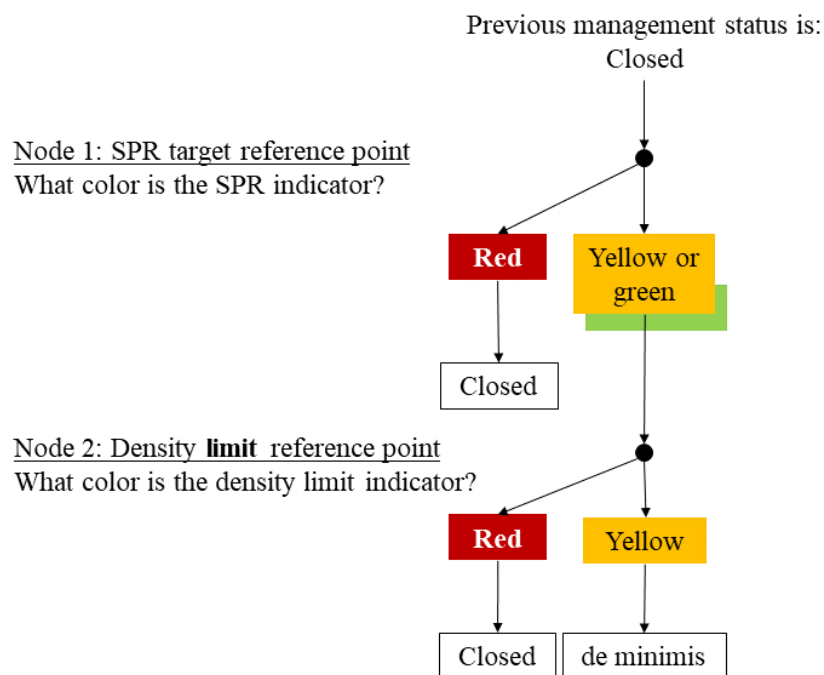 Previous management status is:
Closed
Node 1: SPR target reference point
What color is the SPR indicator?
Red
Yellow or
green
Closed
Node 2: Density limit reference point
What color is the density limit indicator?
Red
Yellow
Closed
de minimis